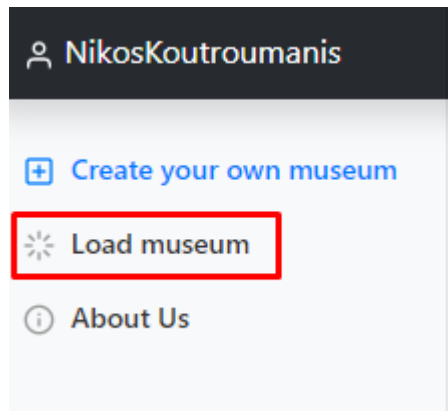 NikosKoutroumanis
Create your own museum
Load museum
About Us